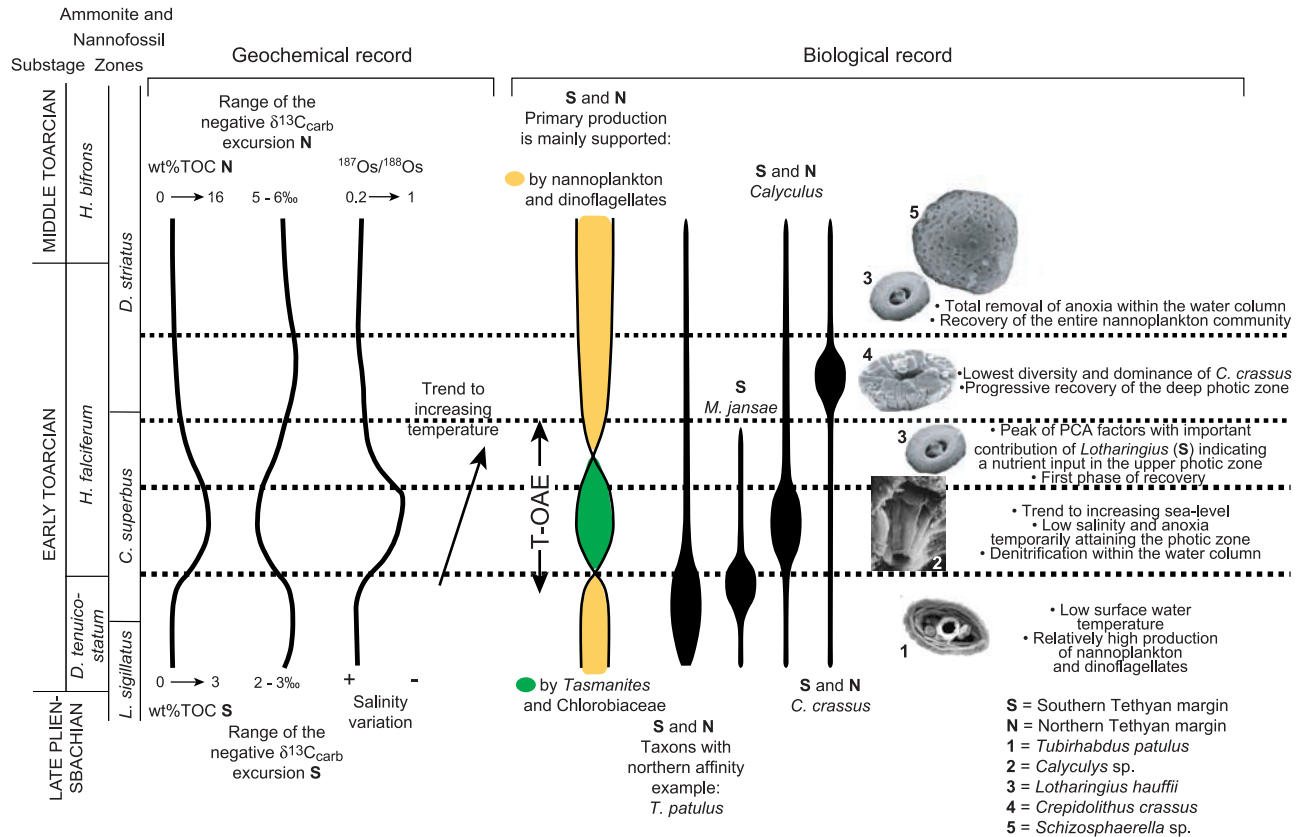 Ammonite and
Nannofossil
Substage Zones
Geochemical record
Biological record
MIDDLE TOARCIAN
EARLY TOARCIAN
LATE PLIEN-
SBACHIAN
H. bifrons
H. falciferum
D. tenuico-
statum
D. striatus
C. superbus
L. sigillatus
Range of the
negative δ13Ccarb
excursion N
wt%TOC N
0 → 16
5 - 6‰
187Os/188Os
0.2 → 1
Trend to
increasing
temperature
0 → 3
wt%TOC S
2 - 3‰
Range of the
negative δ13Ccarb
excursion S
+ -
Salinity
variation
S and N
Primary production
is mainly supported:
by nannoplankton
and dinoflagellates
T-OAE
by Tasmanites
and Chlorobiaceae
S and N
Taxons with
northern affinity
example:
T. patulus
S
M. jansae
S and N
Calyculus
S and N
C. crassus
5
3
• Total removal of anoxia within the water column
• Recovery of the entire nannoplankton community
4
•Lowest diversity and dominance of C. crassus
•Progressive recovery of the deep photic zone
3
• Peak of PCA factors with important
contribution of Lotharingius (S) indicating
a nutrient input in the upper photic zone
• First phase of recovery
2
• Trend to increasing sea-level
• Low salinity and anoxia
temporarily attaining the photic zone
• Denitrification within the water column
1
• Low surface water
temperature
• Relatively high production
of nannoplankton
and dinoflagellates
S = Southern Tethyan margin
N = Northern Tethyan margin
1 = Tubirhabdus patulus
2 = Calyculys sp.
3 = Lotharingius hauffii
4 = Crepidolithus crassus
5 = Schizosphaerella sp.